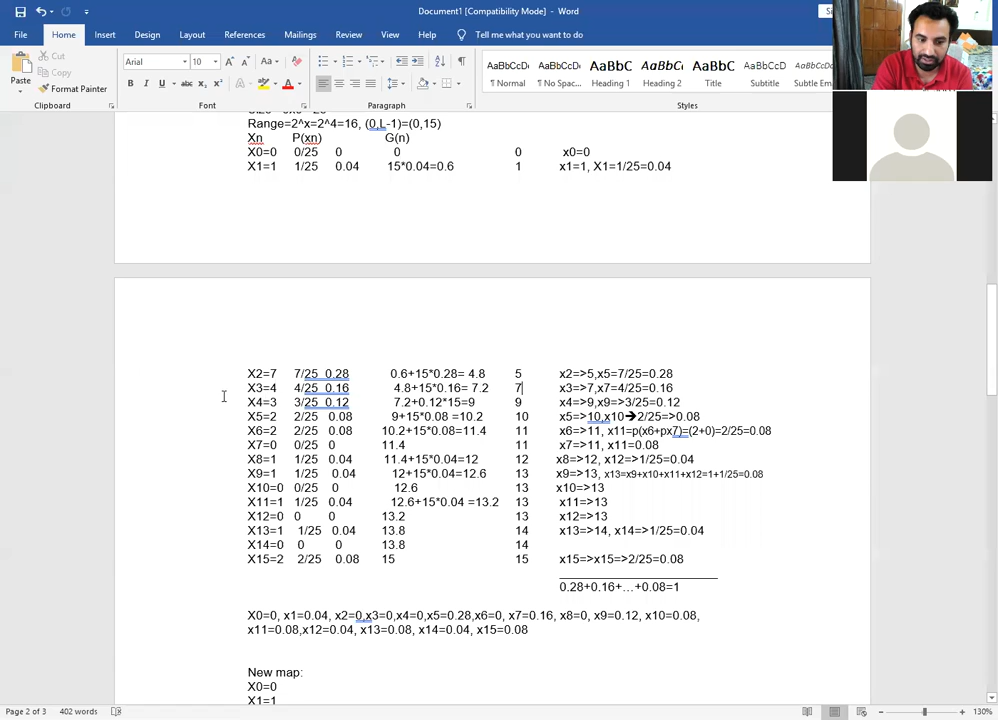 Document1 [Compatibility Mode] - Word
File Home Insert Design Layout References Mailings Review View Help Tell me what you want to do
Paste
Cut
Copy
Format Painter
Arial 10
AaBbCcDc AaBbCcDc AaBbC AaBbCc AaBbC AaBbCcD AaBbCcDc
¶ Normal ¶ No Spac... Heading 1 Heading 2 Title Subtitle Subtle Em
Clipboard Font Paragraph Styles
Range=2^x=2^4=16, (0,L-1)=(0,15)
Xn P(xn) G(n)
X0=0 0/25 0 0 0 x0=0
X1=1 1/25 0.04 15*0.04=0.6 1 x1=1, X1=1/25=0.04
X2=7 7/25 0.28 0.6+15*0.28= 4.8 5 x2=>5,x5=7/25=0.28
X3=4 4/25 0.16 4.8+15*0.16= 7.2 7 x3=>7,x7=4/25=0.16
X4=3 3/25 0.12 7.2+0.12*15=9 9 x4=>9,x9=>3/25=0.12
X5=2 2/25 0.08 9+15*0.08 =10.2 10 x5=>10,x10➔2/25=>0.08
X6=2 2/25 0.08 10.2+15*0.08=11.4 11 x6=>11, x11=p(x6+px7)=(2+0)=2/25=0.08
X7=0 0/25 0 11.4 11 x7=>11, x11=0.08
X8=1 1/25 0.04 11.4+15*0.04=12 12 x8=>12, x12=>1/25=0.04
X9=1 1/25 0.04 12+15*0.04=12.6 13 x9=>13, x13=x9+x10+x11+x12=1+1/25=0.08
X10=0 0/25 0 12.6 13 x10=>13
X11=1 1/25 0.04 12.6+15*0.04 =13.2 13 x11=>13
X12=0 0 0 13.2 13 x12=>13
X13=1 1/25 0.04 13.8 14 x13=>14, x14=>1/25=0.04
X14=0 0 0 13.8 14
X15=2 2/25 0.08 15 15 x15=>x15=>2/25=0.08
0.28+0.16+…+0.08=1
X0=0, x1=0.04, x2=0,x3=0,x4=0,x5=0.28,x6=0, x7=0.16, x8=0, x9=0.12, x10=0.08,
x11=0.08,x12=0.04, x13=0.08, x14=0.04, x15=0.08
New map:
X0=0
X1=1
Page 2 of 3 402 words 130%